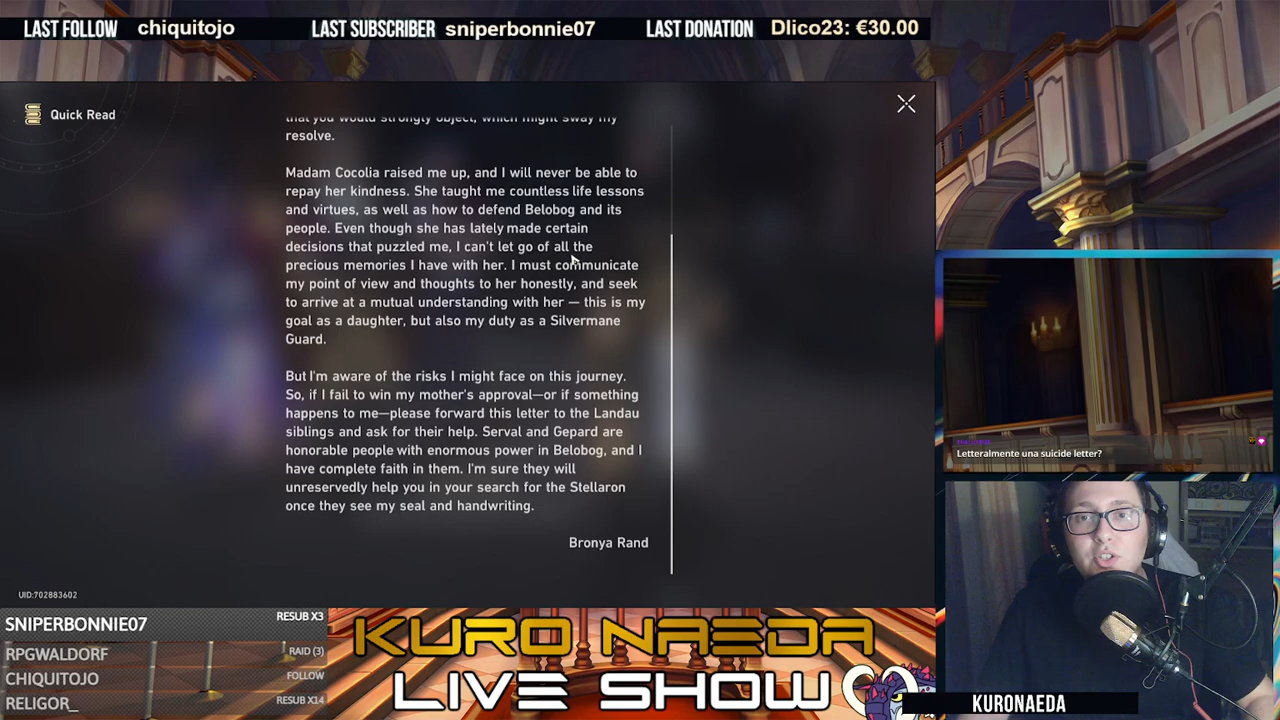 LAST FOLLOW chiquitojo LAST SUBSCRIBER sniperbonnie07 LAST DONATION Dlico23: €30.00
Quick Read
that you would strongly object, which might sway my
resolve.
Madam Cocolia raised me up, and I will never be able to
repay her kindness. She taught me countless life lessons
and virtues, as well as how to defend Belobog and its
people. Even though she has lately made certain
decisions that puzzled me, I can't let go of all the
precious memories I have with her. I must communicate
my point of view and thoughts to her honestly, and seek
to arrive at a mutual understanding with her — this is my
goal as a daughter, but also my duty as a Silvermane
Guard.
But I'm aware of the risks I might face on this journey.
So, if I fail to win my mother's approval—or if something
happens to me—please forward this letter to the Landau
siblings and ask for their help. Serval and Gepard are
honorable people with enormous power in Belobog, and I
have complete faith in them. I'm sure they will
unreservedly help you in your search for the Stellaron
once they see my seal and handwriting.
Bronya Rand
UID:702883602
Letteralmente una suicide letter?
SNIPERBONNIE07 RESUB X3
RPGWALDORF RAID (3)
CHIQUITOJO FOLLOW
RELIGOR_ RESUB X14
KURO NAEDA
LIVE SHOW
KURONAEDA